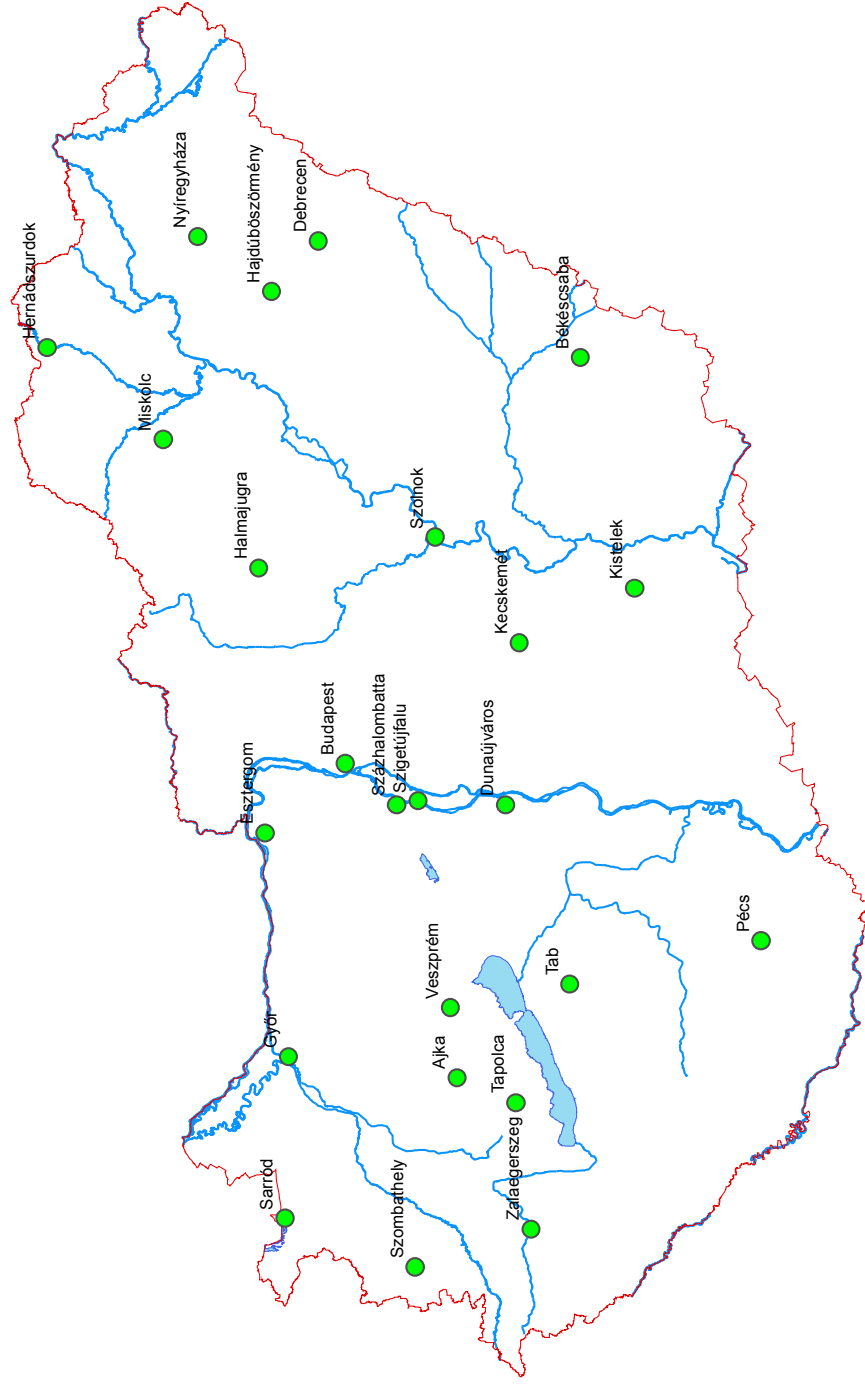 Hernádszurdok
Miskolc
Nyíregyháza
Halmajugra
Esztergom
Hajdúböszörmény
Sarród
Győr
Debrecen
Budapest
Százhalombatta
Szombathely
Szigetújfalu
Szolnok
Veszprém
Ajka
Dunaújváros
Tapolca
Kecskemét
Zalaegerszeg
Tab
Békéscsaba
Kistelek
Pécs